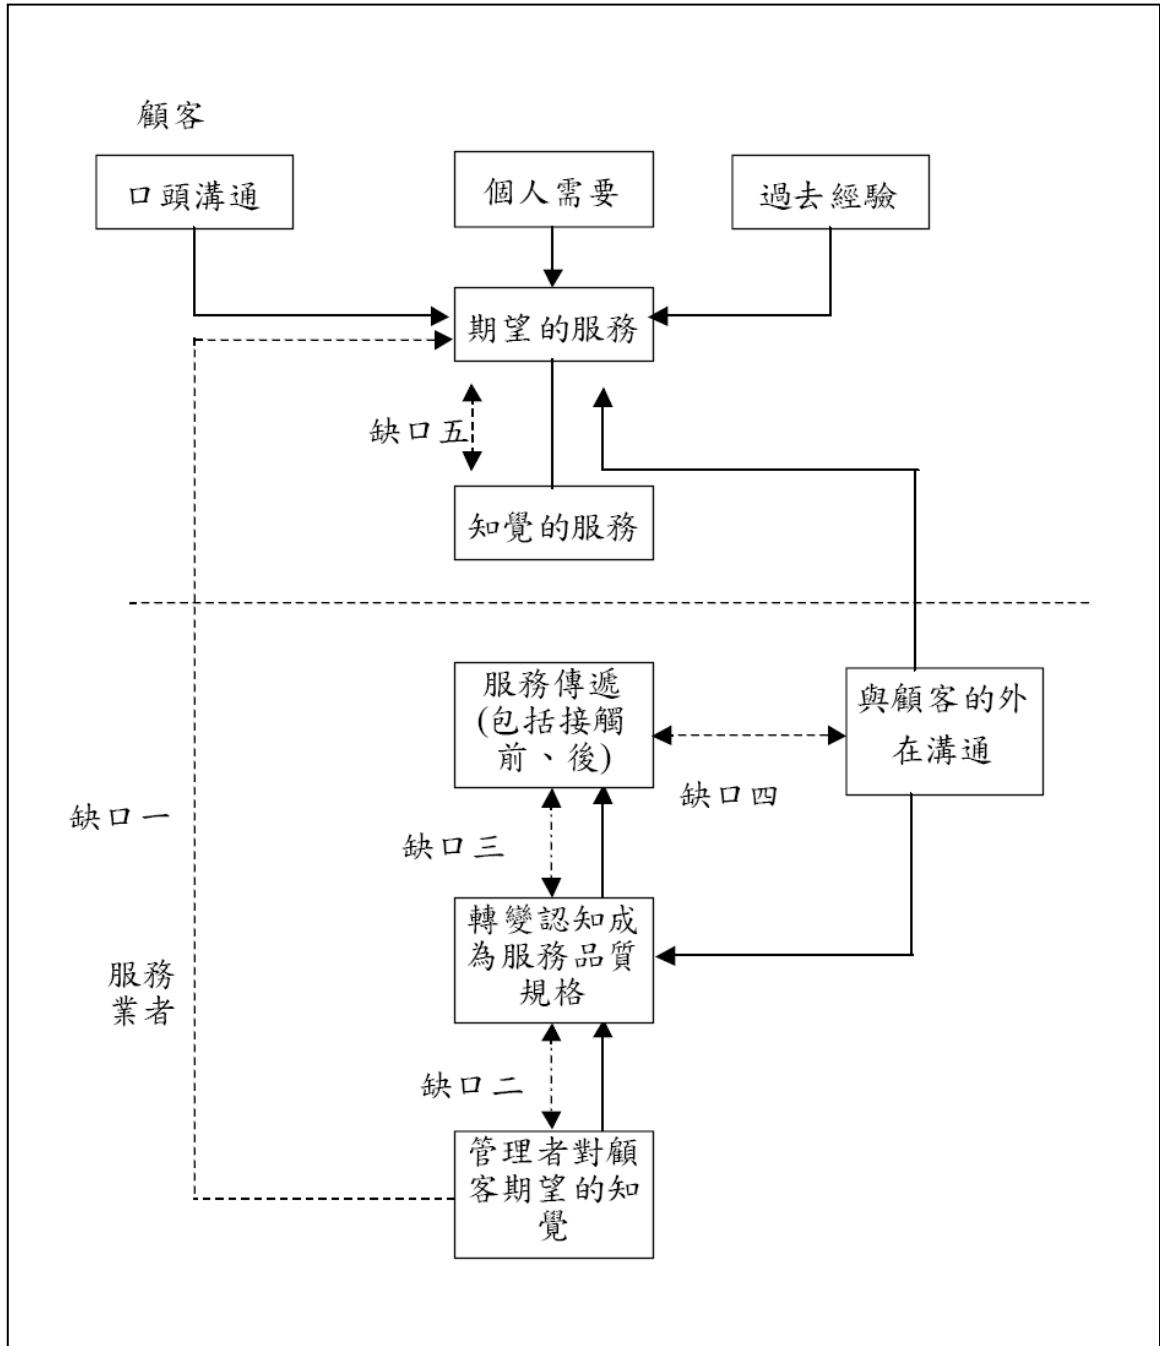 顧客
口頭溝通
個人需要
過去經驗
期望的服務
缺口五
知覺的服務
服務傳遞
(包括接觸
前、後)
與顧客的外
在溝通
缺口四
缺口一
缺口三
轉變認知成
為服務品質
規格
服務
業者
缺口二
管理者對顧
客期望的知
覺